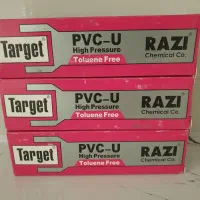 Target PVC-U RAZI
High Pressure Chemical Co.
Toluene Free
Target PVC-U RAZI
High Pressure Chemical Co.
Toluene Free
Target PVC-U RAZI
High Pressure Chemical Co.
Toluene Free